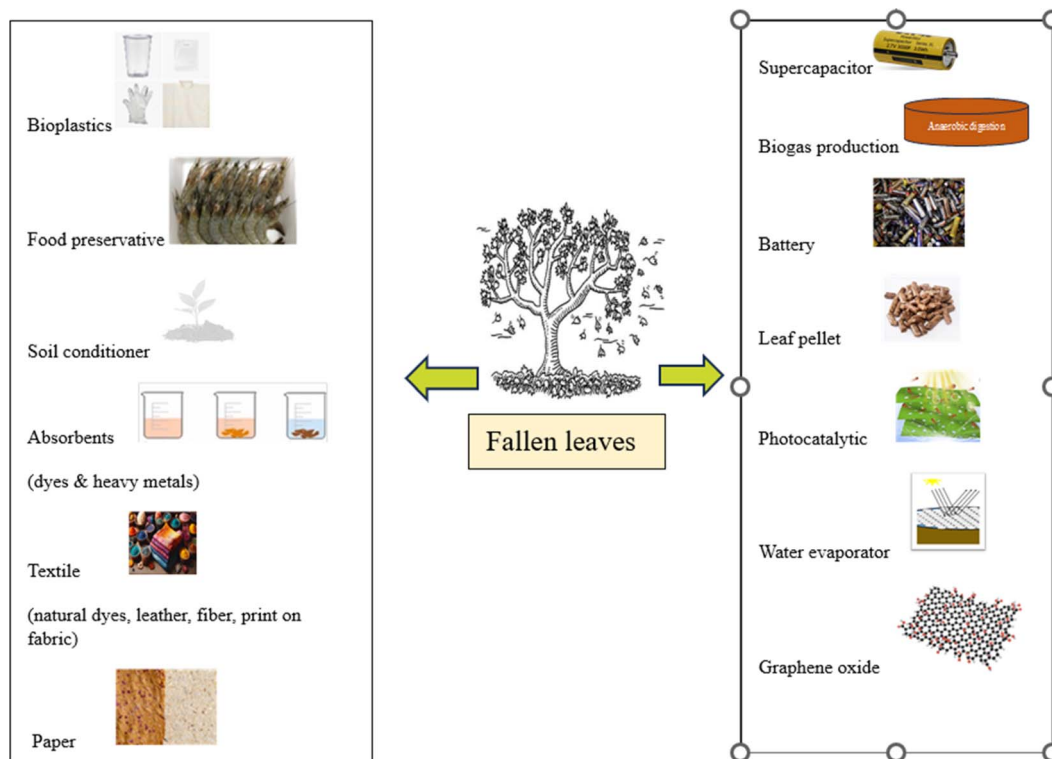 Bioplastics
Food preservative
Soil conditioner
Absorbents
(dyes & heavy metals)
Textile
(natural dyes, leather, fiber, print on
fabric)
Paper
Fallen leaves
Supercapacitor
Biogas production
Anaerobic digestion
Battery
Leaf pellet
Photocatalytic
Water evaporator
Graphene oxide